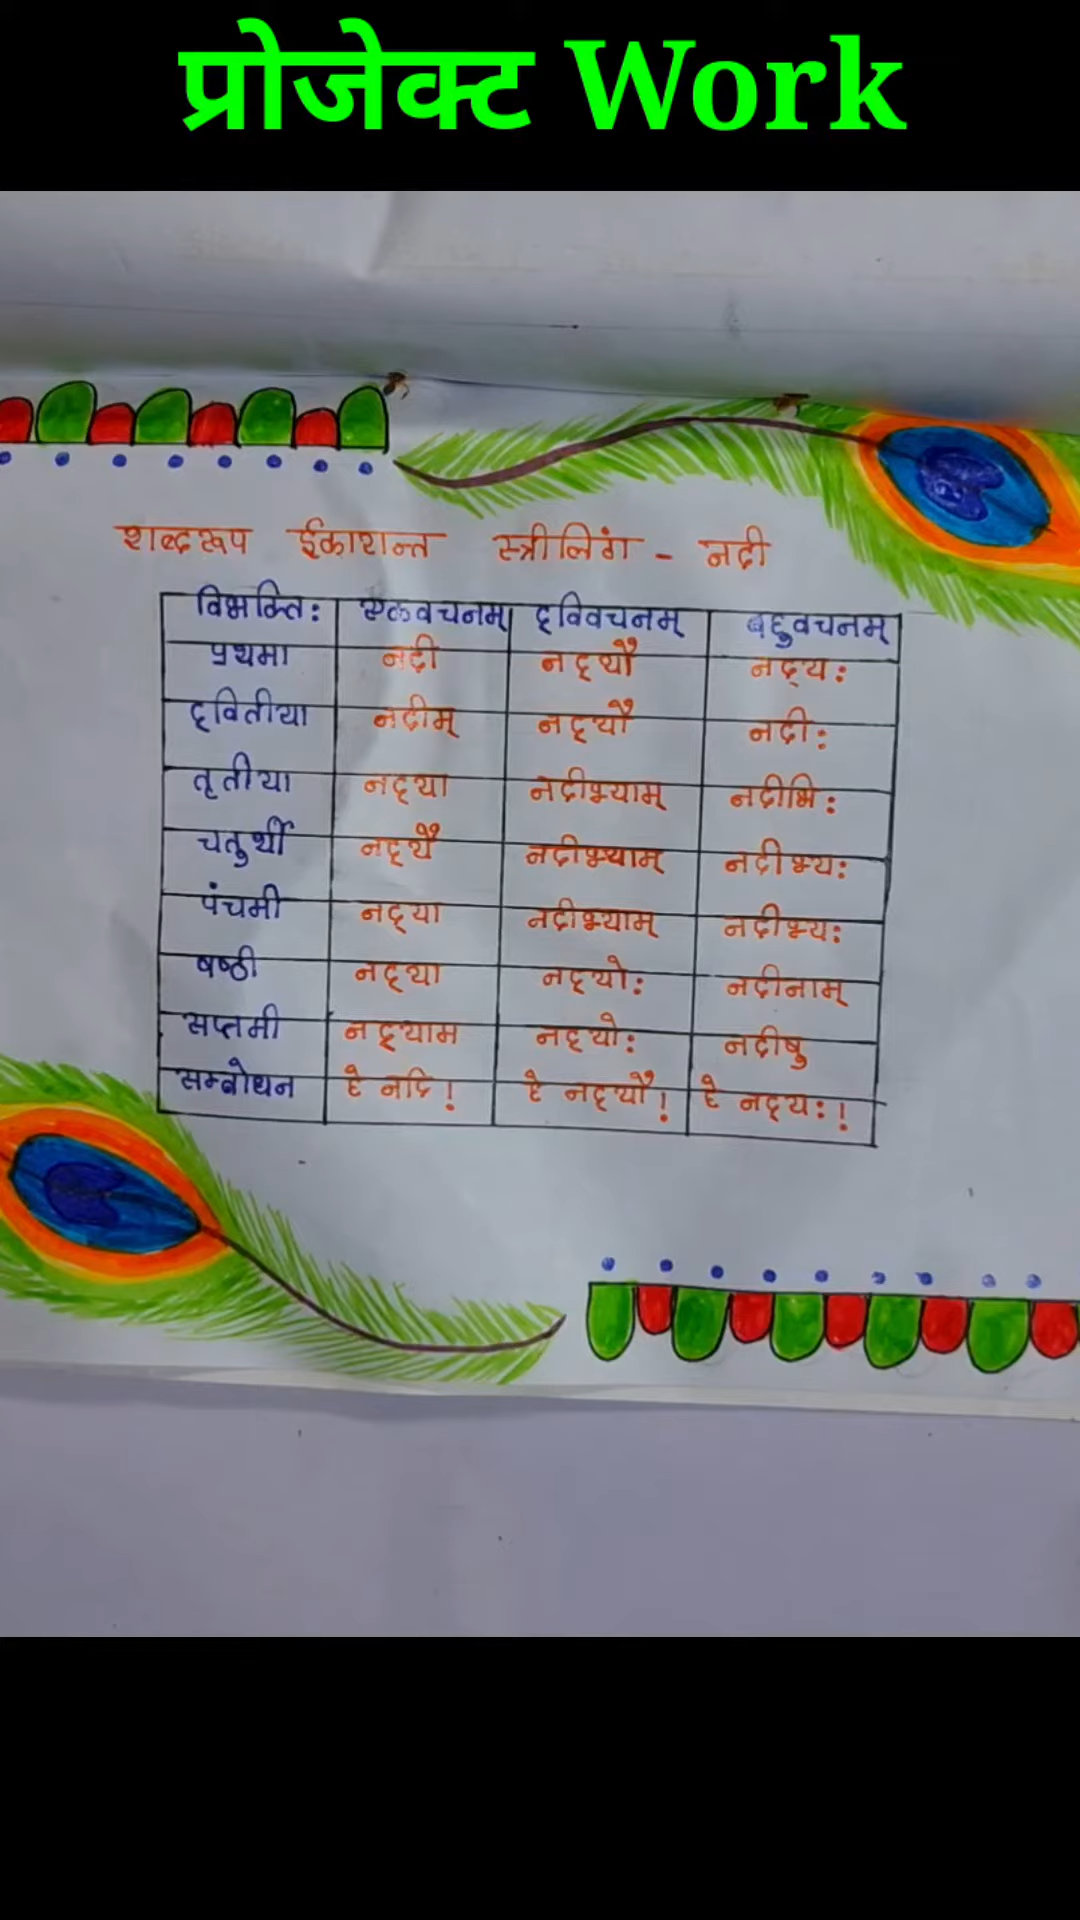 प्रोजेक्ट Work
शब्दरूप ईकारान्त स्त्रीलिंग - नदी
विभक्ति: एकवचनम् द्विवचनम् बहुवचनम्
प्रथमा नदी नद्यौ नद्य:
द्वितीया नदीम् नद्यौ नदी:
तृतीया नद्या नदीभ्याम् नदीभि:
चतुर्थी नद्यै नदीभ्याम् नदीभ्य:
पंचमी नद्या नदीभ्याम् नदीभ्य:
षष्ठी नद्या नद्यो: नदीनाम्
सप्तमी नद्याम नद्यो: नदीषु
सम्बोधन हे नदि! हे नद्यौ! हे नद्य:!